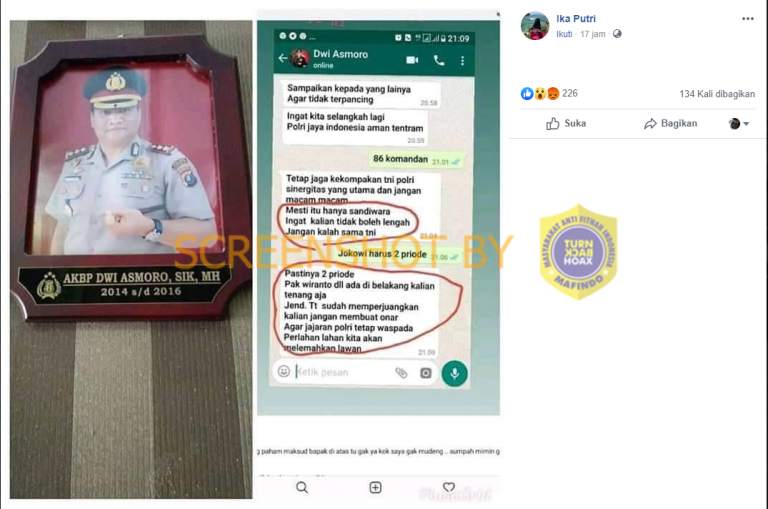 AKBP DWI ASMORO, SIK, MH
2014 s/d 2016
21:09
Dwi Asmoro
online
Sampaikan kepada yang lainya
Agar tidak terpancing
20.58
Ingat kita selangkah lagi
Polri jaya indonesia aman tentram
20.59
86 komandan
21.01
Tetap jaga kekompakan tni polri
sinergitas yang utama dan jangan
macam macam
Mesti itu hanya sandiwara
Ingat kalian tidak boleh lengah
Jangan kalah sama tni
21.04
Jokowi harus 2 priode
21.06
Pastinya 2 priode
Pak wiranto dll ada di belakang kalian
tenang aja
Jend. Tt sudah memperjuangkan
kalian jangan membuat onar
Agar jajaran polri tetap waspada
Perlahan lahan kita akan
melemahkan lawan
21.09
Ketik pesan
g paham maksud bapak di atas tu gak ya kok saya gak mudeng .. sumpah mimin g
SCREENSHOT BY
Ika Putri
Ikuti · 17 jam ·
226
134 Kali dibagikan
Suka
Bagikan
MASYARAKAT ANTI FITNAH INDONESIA
TURN
BACK
HOAX
MAFINDO